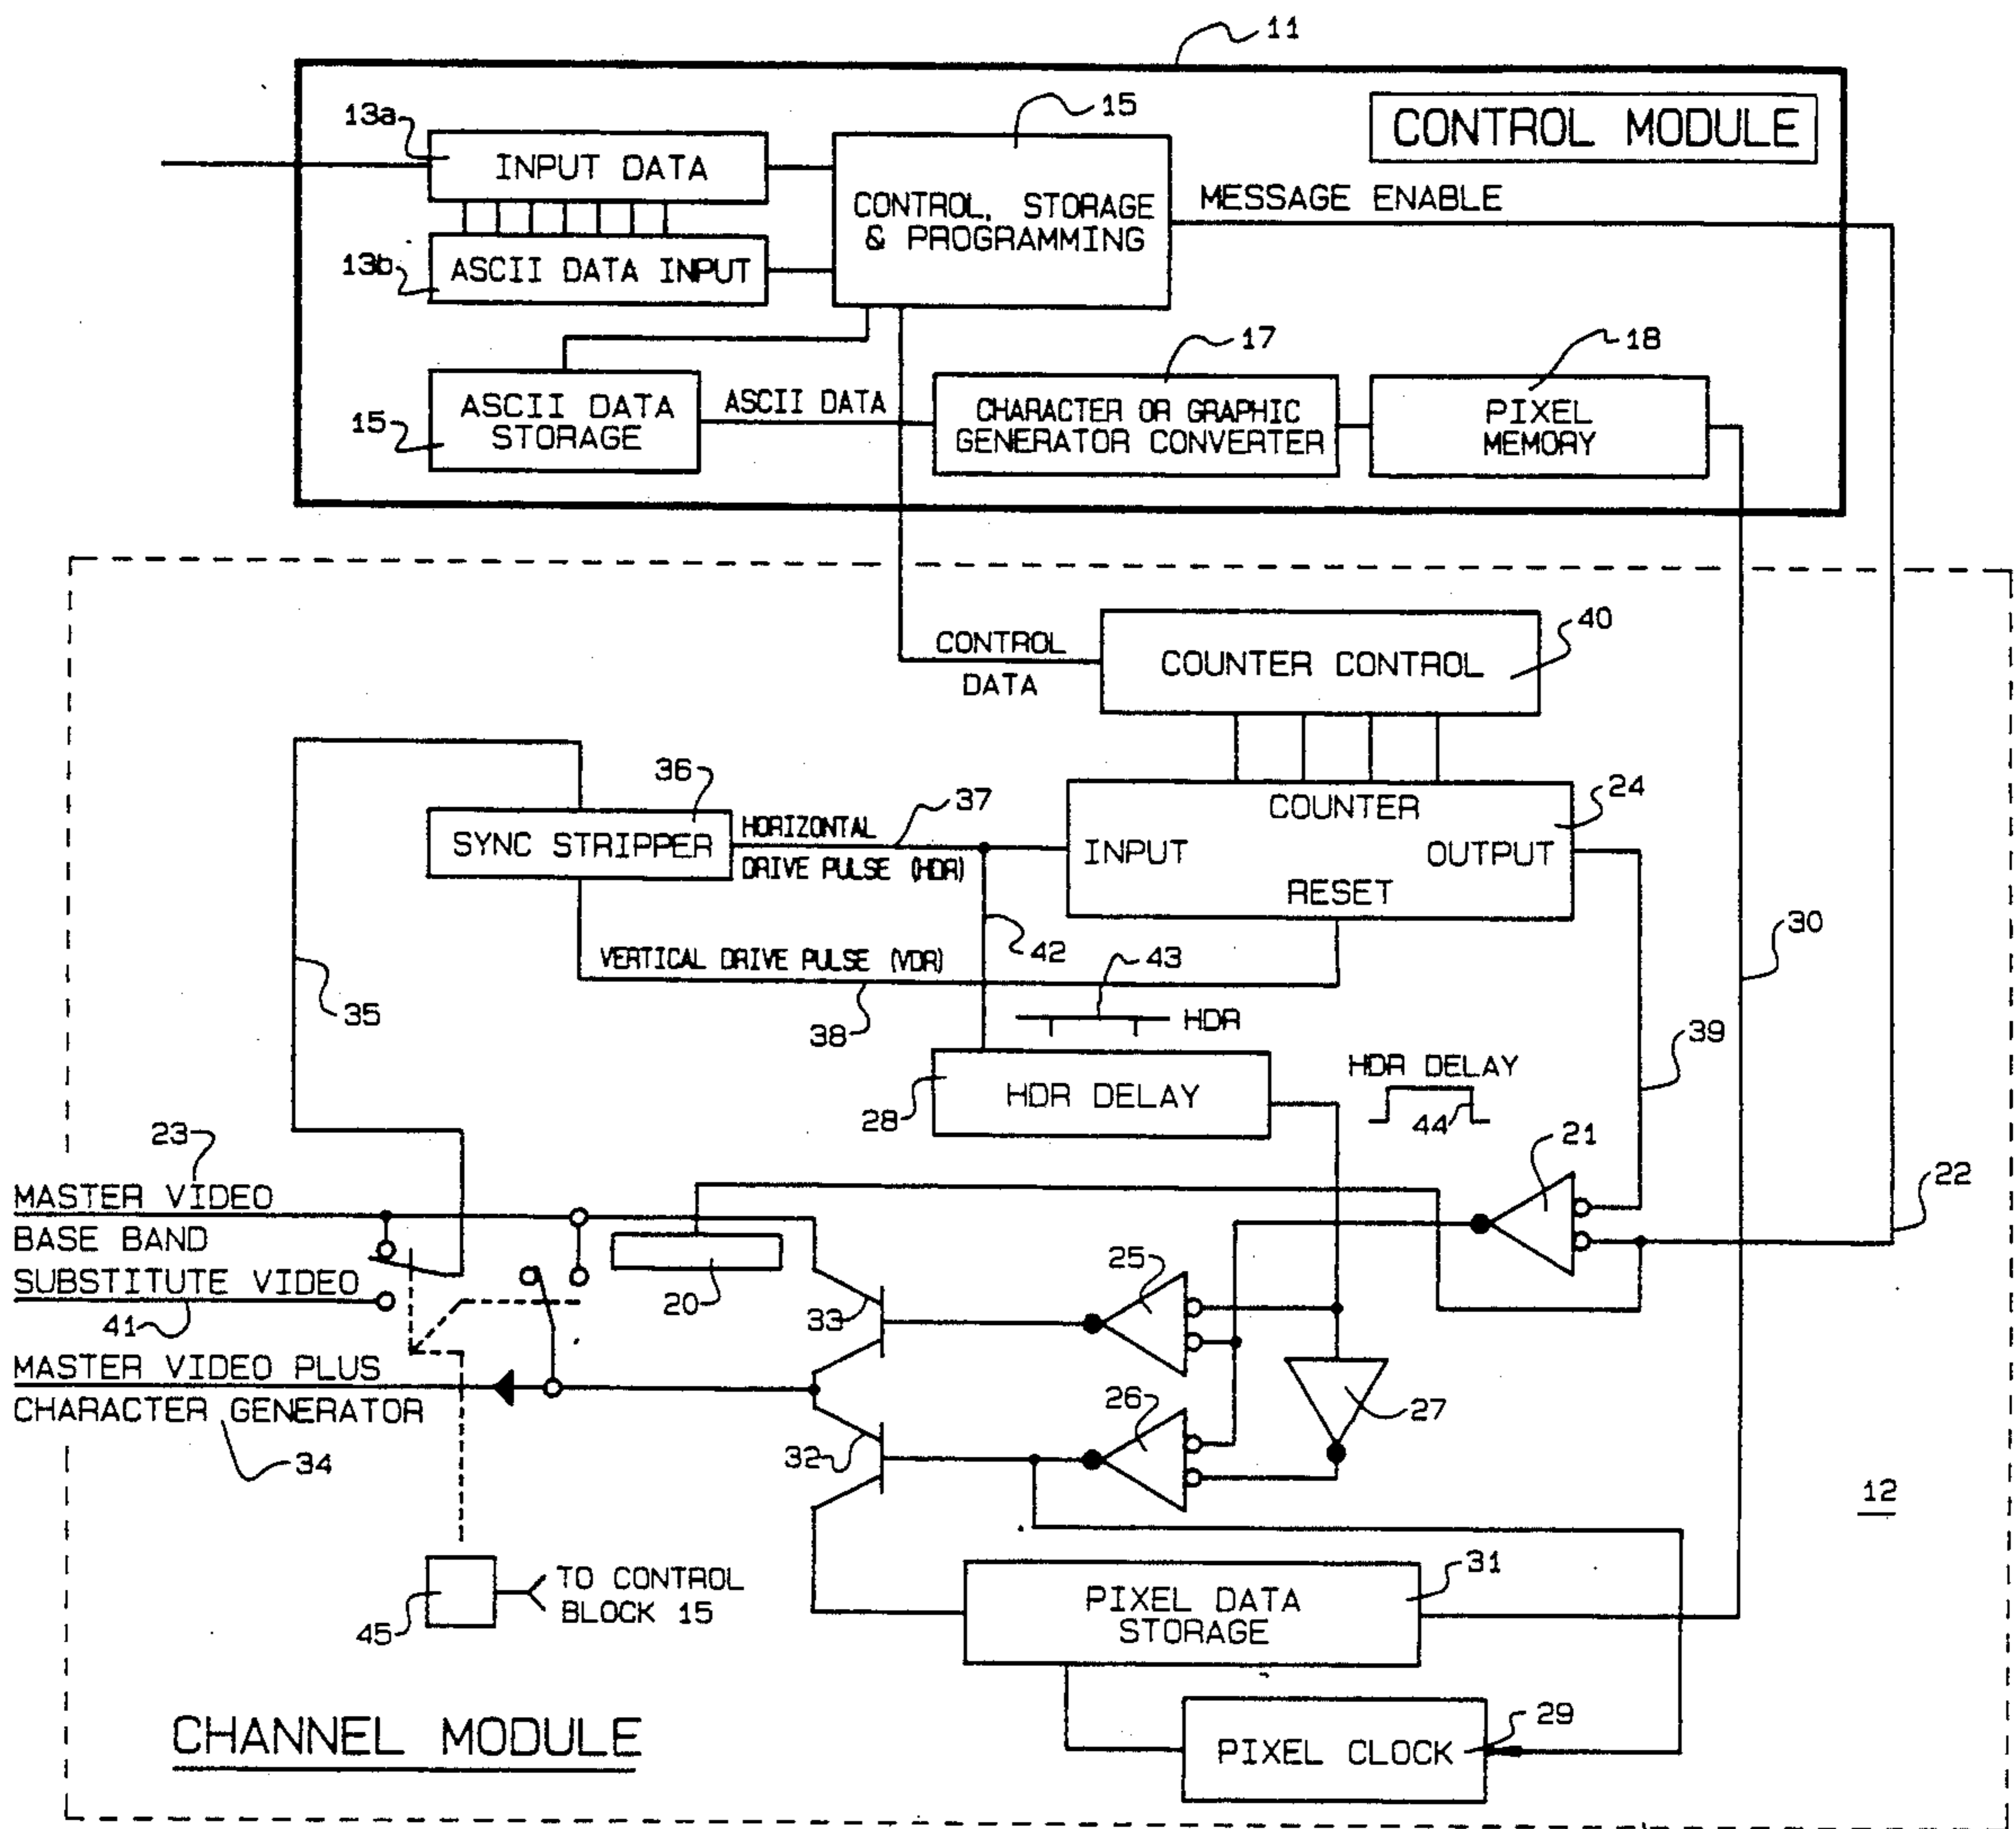 11
CONTROL MODULE
13a
INPUT DATA
15
CONTROL, STORAGE
& PROGRAMMING
MESSAGE ENABLE
13b
ASCII DATA INPUT
17
18
15
ASCII DATA
STORAGE
ASCII DATA
CHARACTER OR GRAPHIC
GENERATOR CONVERTER
PIXEL
MEMORY
CONTROL
DATA
COUNTER CONTROL
40
36
SYNC STRIPPER
HORIZONTAL
DRIVE PULSE (HDR)
37
COUNTER
INPUT
OUTPUT
RESET
24
42
30
VERTICAL DRIVE PULSE (VDR)
38
35
43
HDR
39
28
HDR DELAY
HDR DELAY
44
21
22
23
MASTER VIDEO
BASE BAND
SUBSTITUTE VIDEO
41
20
33
25
MASTER VIDEO PLUS
CHARACTER GENERATOR
34
32
26
27
12
45
TO CONTROL
BLOCK 15
PIXEL DATA
STORAGE
31
CHANNEL MODULE
PIXEL CLOCK
29